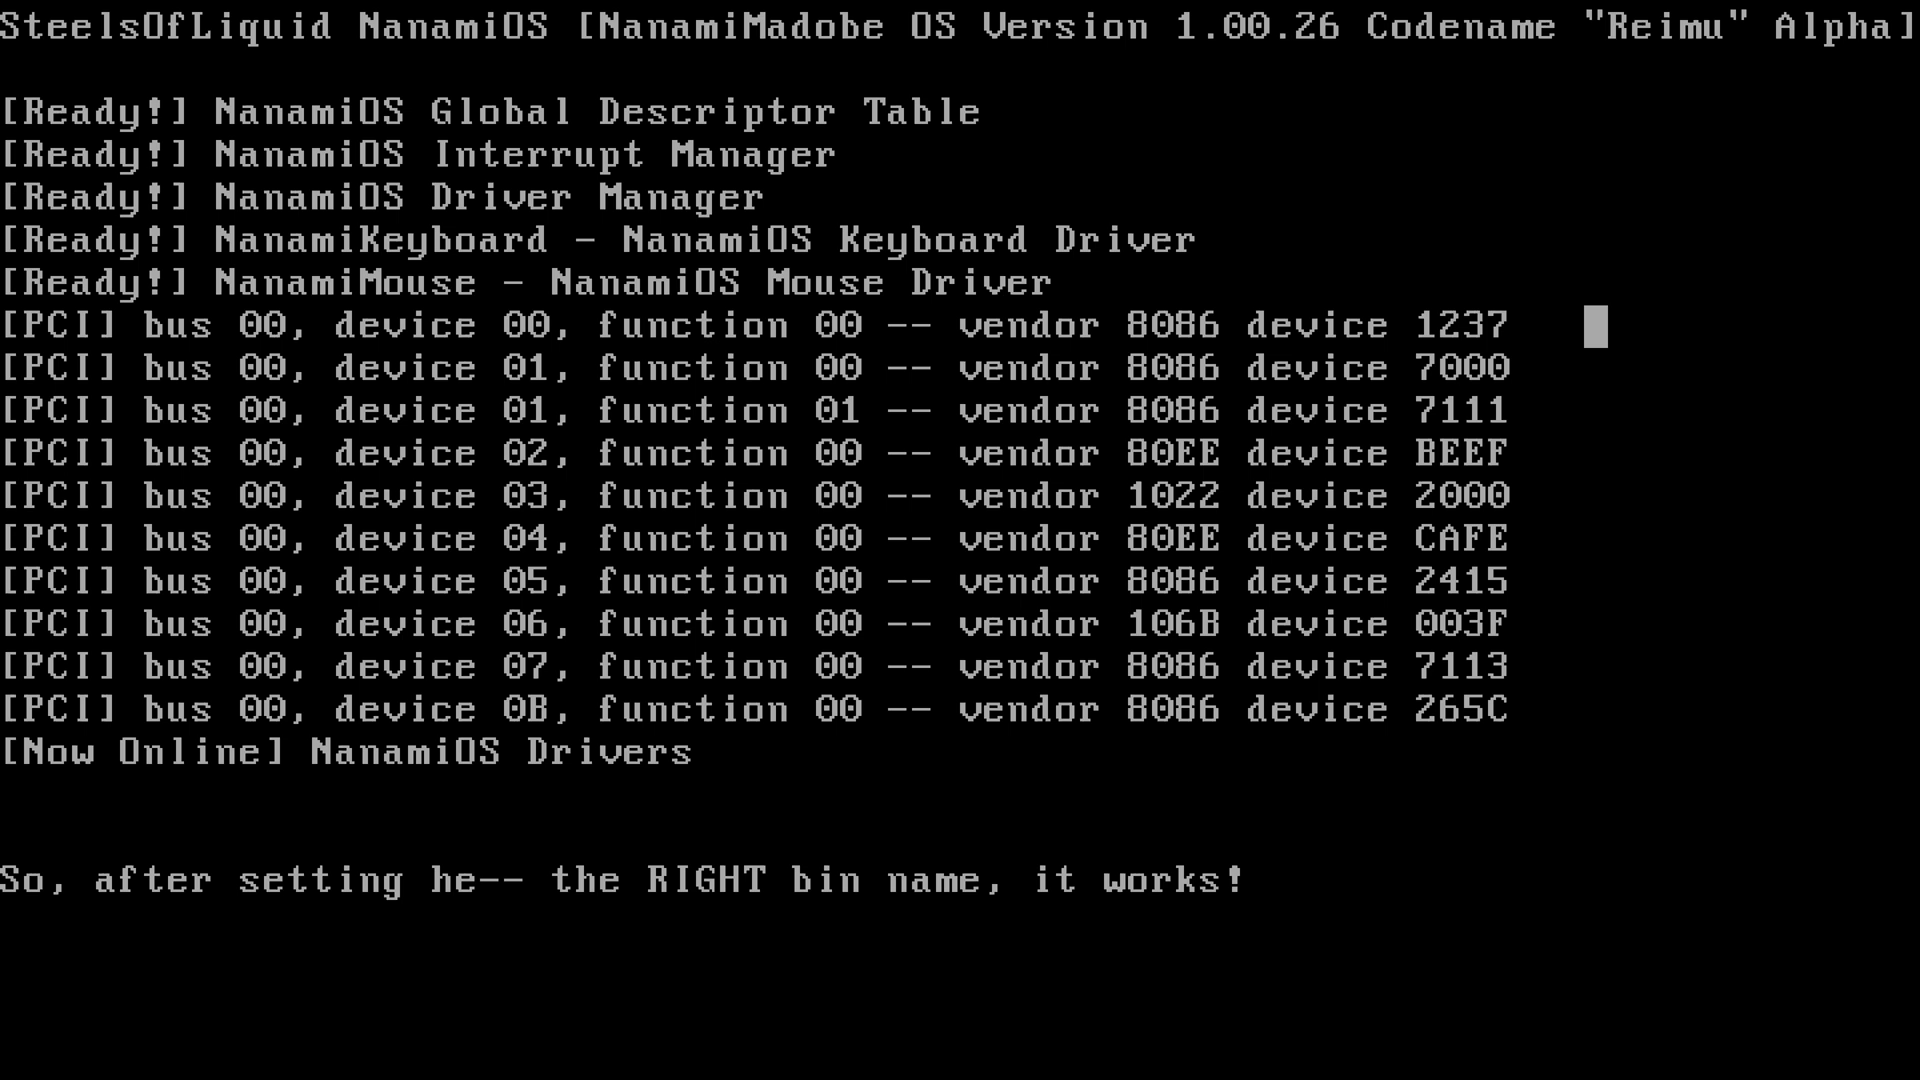 SteelsOfLiquid NanamiOS [NanamiMadobe OS Version 1.00.26 Codename "Reimu" Alpha]
[Ready!] NanamiOS Global Descriptor Table
[Ready!] NanamiOS Interrupt Manager
[Ready!] NanamiOS Driver Manager
[Ready!] NanamiKeyboard - NanamiOS Keyboard Driver
[Ready!] NanamiMouse - NanamiOS Mouse Driver
[PCI] bus 00, device 00, function 00 -- vendor 8086 device 1237
[PCI] bus 00, device 01, function 00 -- vendor 8086 device 7000
[PCI] bus 00, device 01, function 01 -- vendor 8086 device 7111
[PCI] bus 00, device 02, function 00 -- vendor 80EE device BEEF
[PCI] bus 00, device 03, function 00 -- vendor 1022 device 2000
[PCI] bus 00, device 04, function 00 -- vendor 80EE device CAFE
[PCI] bus 00, device 05, function 00 -- vendor 8086 device 2415
[PCI] bus 00, device 06, function 00 -- vendor 106B device 003F
[PCI] bus 00, device 07, function 00 -- vendor 8086 device 7113
[PCI] bus 00, device 0B, function 00 -- vendor 8086 device 265C
[Now Online] NanamiOS Drivers
So, after setting he-- the RIGHT bin name, it works!